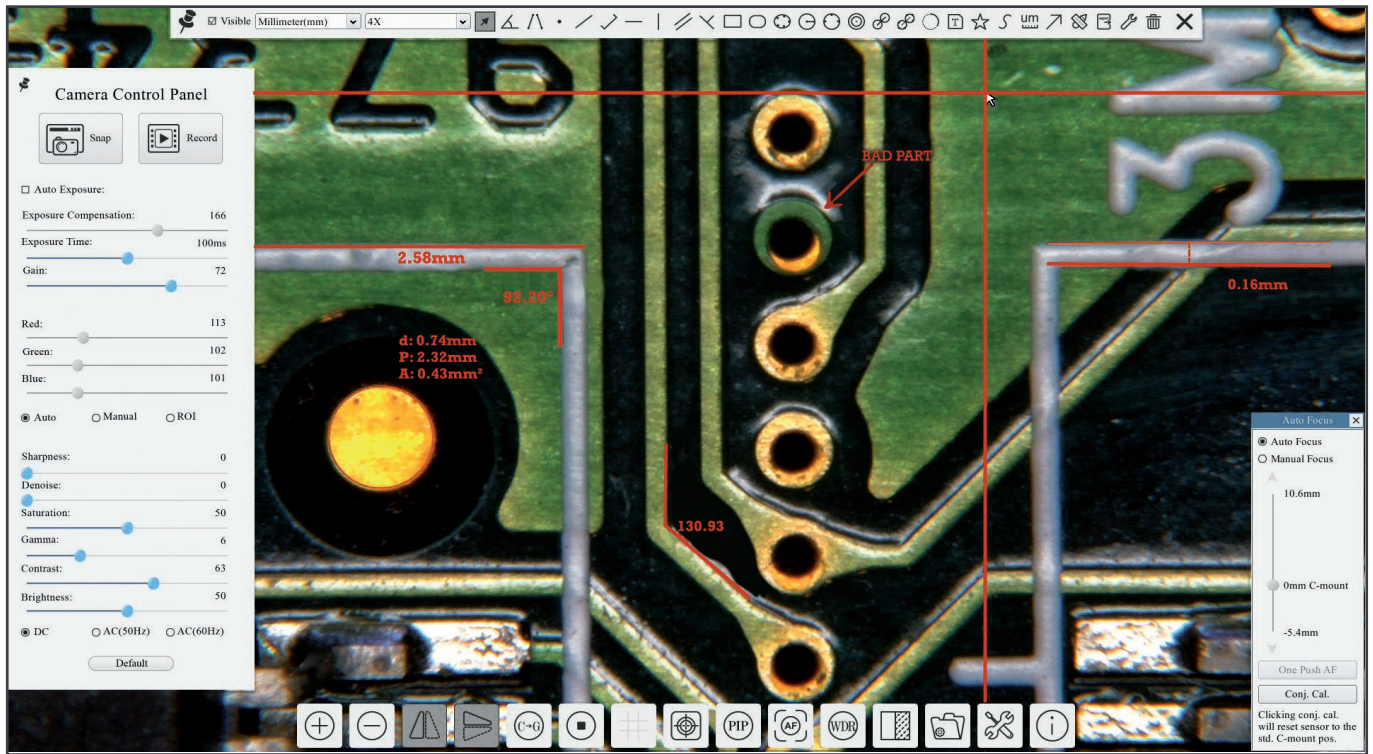 Visible Millimeter(mm) 4X T um
Camera Control Panel
Snap Record
Auto Exposure:
Exposure Compensation: 166
Exposure Time: 100ms
Gain: 72
Red: 113
Green: 102
Blue: 101
Auto Manual ROI
Sharpness: 0
Denoise: 0
Saturation: 50
Gamma: 6
Contrast: 63
Brightness: 50
DC AC(50Hz) AC(60Hz)
Default
BAD PART
2.58mm
92.20°
d: 0.74mm
P: 2.32mm
A: 0.43mm²
130.93
0.16mm
Auto Focus
Auto Focus
Manual Focus
10.6mm
0mm C-mount
-5.4mm
One Push AF
Conj. Cal.
Clicking conj. cal.
will reset sensor to the
std. C-mount pos.
C→G PIP AF WDR